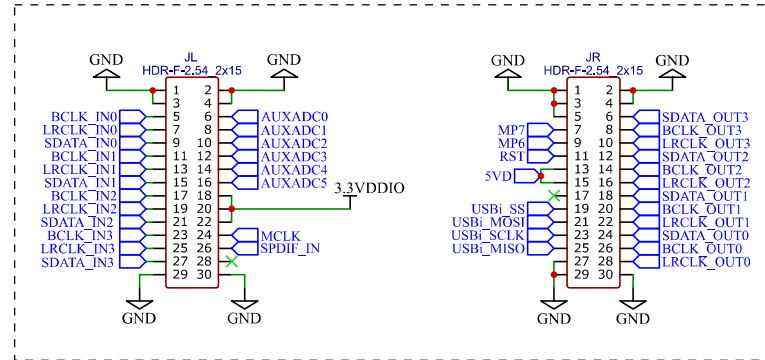 GND GND GND GND
JL JR
HDR-F-2.54_2x15 HDR-F-2.54_2x15
1 2 1 2
3 4 3 4
BCLK_IN0 5 6 AUXADC0 5 6 SDATA_OUT3
LRCLK_IN0 7 8 AUXADC1 MP7 7 8 BCLK_OUT3
SDATA_IN0 9 10 AUXADC2 MP6 9 10 LRCLK_OUT3
BCLK_IN1 11 12 AUXADC3 RST 11 12 SDATA_OUT2
LRCLK_IN1 13 14 AUXADC4 5VD 13 14 BCLK_OUT2
SDATA_IN1 15 16 AUXADC5 15 16 LRCLK_OUT2
BCLK_IN2 17 18 3.3VDDIO 17 18 SDATA_OUT1
LRCLK_IN2 19 20 USBi_SS 19 20 BCLK_OUT1
SDATA_IN2 21 22 USBi_MOSI 21 22 LRCLK_OUT1
BCLK_IN3 23 24 MCLK USBi_SCLK 23 24 SDATA_OUT0
LRCLK_IN3 25 26 SPDIF_IN USBi_MISO 25 26 BCLK_OUT0
SDATA_IN3 27 28 27 28 LRCLK_OUT0
29 30 29 30
GND GND GND GND